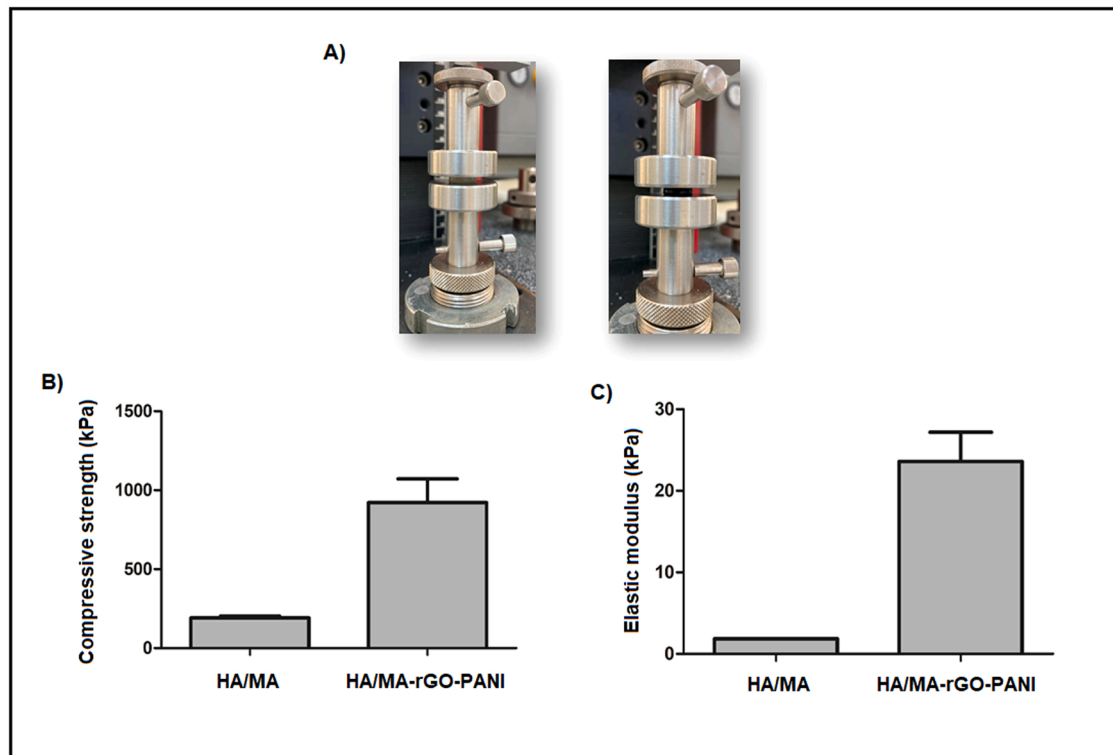 A)
B)
Compressive strength (kPa)
1500
1000
500
0
HA/MA
HA/MA-rGO-PANI
C)
Elastic modulus (kPa)
30
20
10
0
HA/MA
HA/MA-rGO-PANI